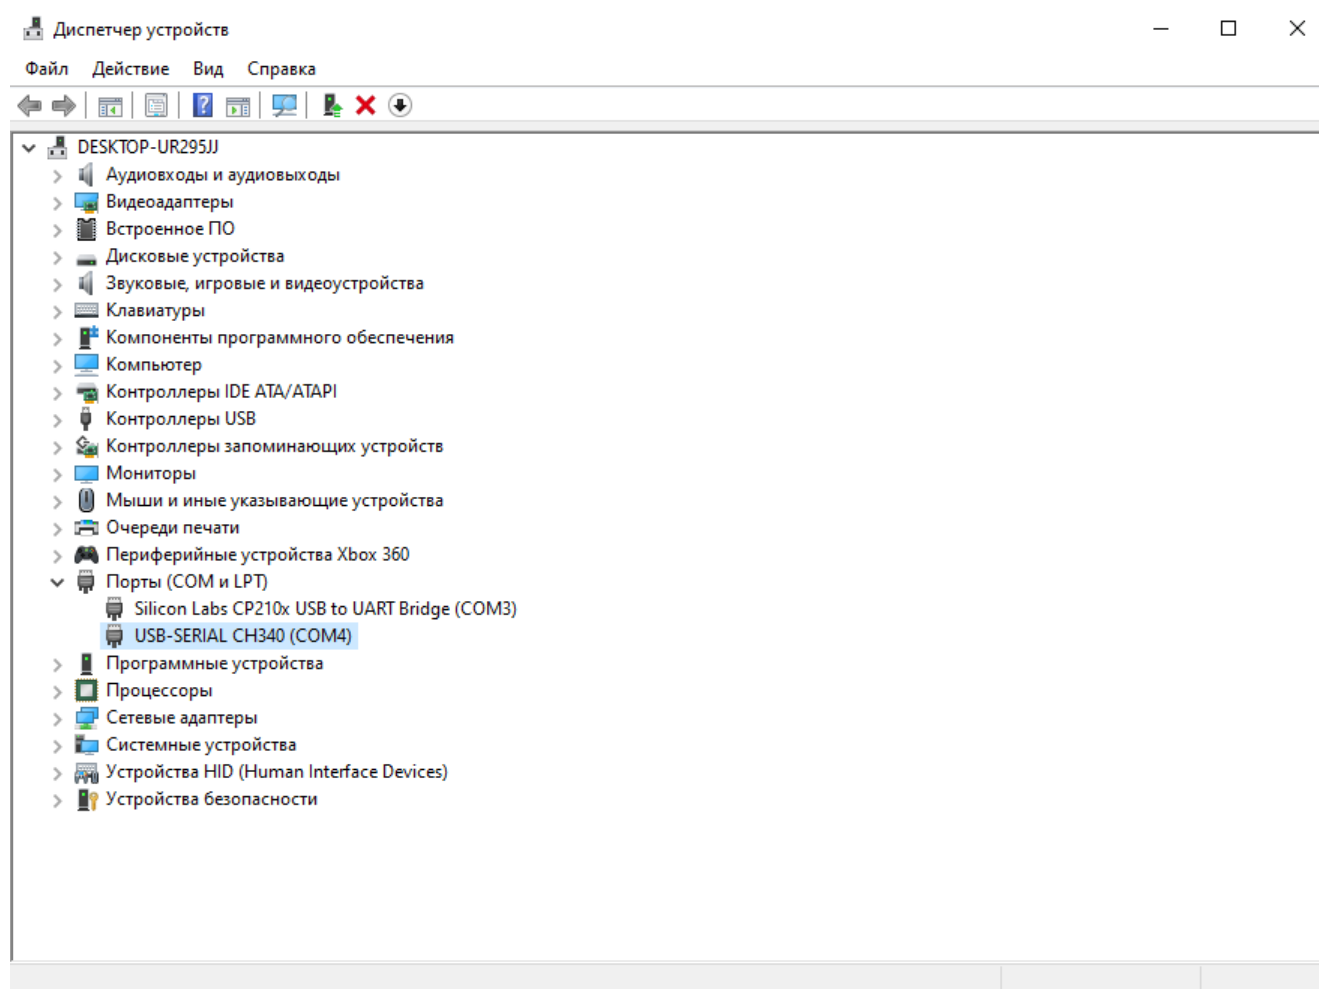 Диспетчер устройств
Файл Действие Вид Справка
DESKTOP-UR295JJ
Аудиовходы и аудиовыходы
Видеоадаптеры
Встроенное ПО
Дисковые устройства
Звуковые, игровые и видеоустройства
Клавиатуры
Компоненты программного обеспечения
Компьютер
Контроллеры IDE ATA/ATAPI
Контроллеры USB
Контроллеры запоминающих устройств
Мониторы
Мыши и иные указывающие устройства
Очереди печати
Периферийные устройства Xbox 360
Порты (COM и LPT)
Silicon Labs CP210x USB to UART Bridge (COM3)
USB-SERIAL CH340 (COM4)
Программные устройства
Процессоры
Сетевые адаптеры
Системные устройства
Устройства HID (Human Interface Devices)
Устройства безопасности